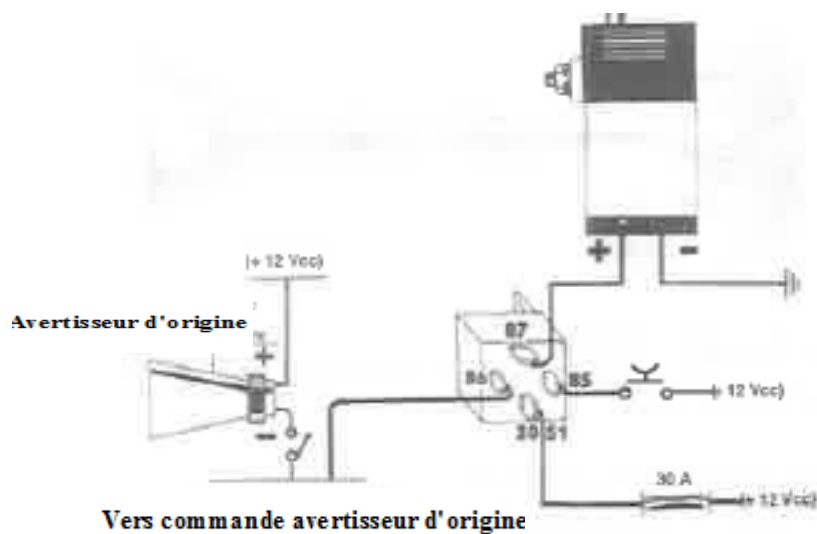 + -
(+ 12 Vcc)
Avertisseur d'origine
+
87
86
85
+ 12 Vcc)
-
30 51
30 A
(+ 12 Vcc)
Vers commande avertisseur d'origine